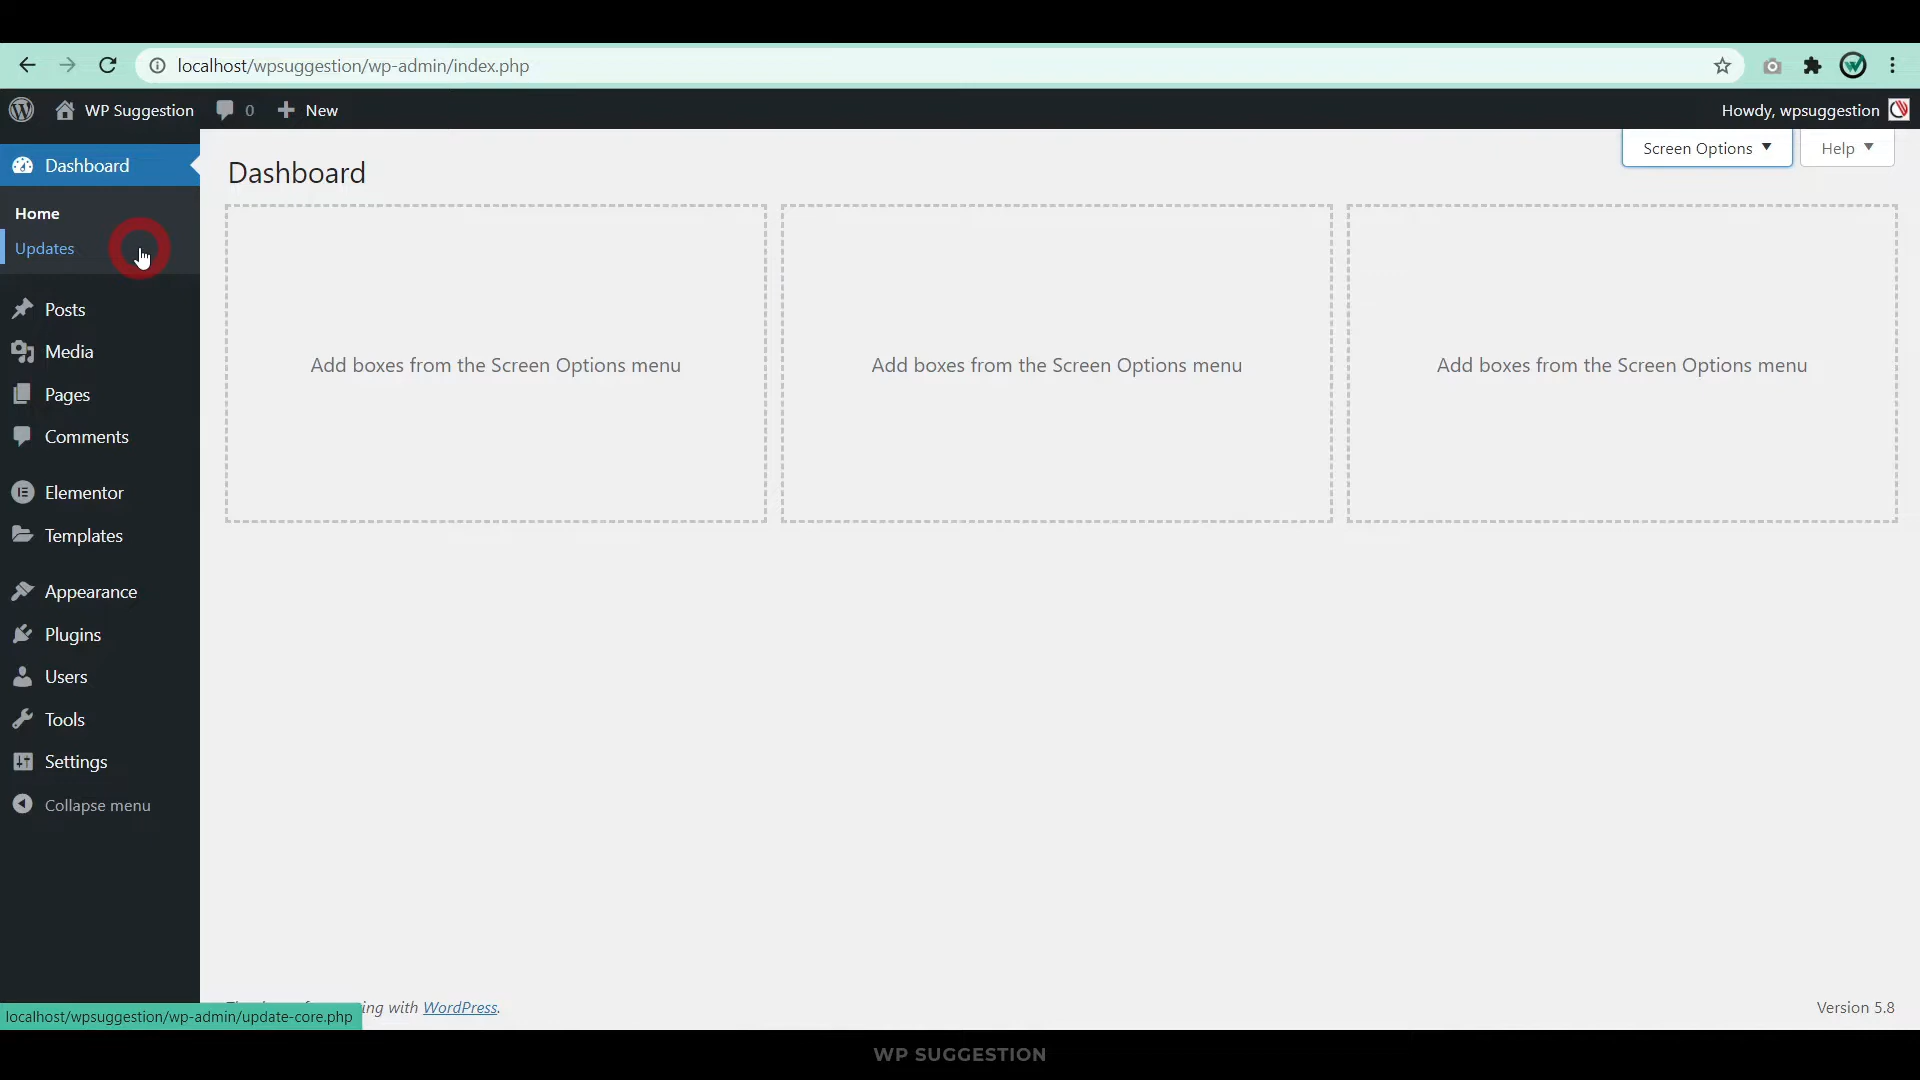 localhost/wpsuggestion/wp-admin/index.php
WP Suggestion
0
New
Howdy, wpsuggestion
Dashboard
Home
Updates
Posts
Media
Pages
Comments
Elementor
Templates
Appearance
Plugins
Users
Tools
Settings
Collapse menu
Dashboard
Screen Options
Help
Add boxes from the Screen Options menu
Add boxes from the Screen Options menu
Add boxes from the Screen Options menu
with WordPress.
Version 5.8
localhost/wpsuggestion/wp-admin/update-core.php
WP SUGGESTION